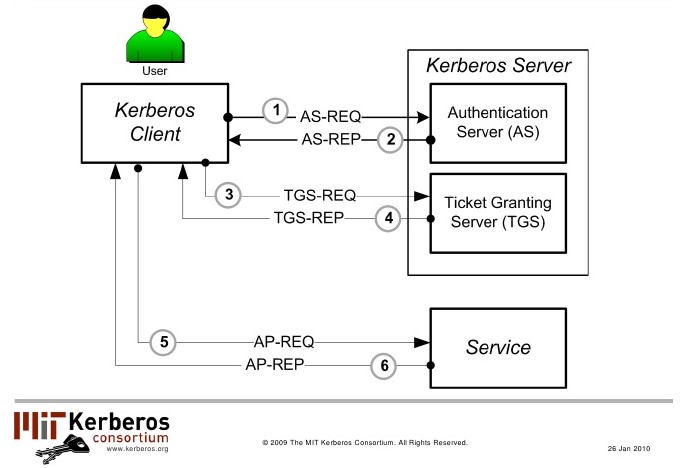 User
Kerberos
Client
Kerberos Server
1
AS-REQ
AS-REP
2
Authentication
Server (AS)
3
TGS-REQ
TGS-REP
4
Ticket Granting
Server (TGS)
5
AP-REQ
AP-REP
6
Service
MIT Kerberos
consortium
www.kerberos.org
© 2009 The MIT Kerberos Consortium. All Rights Reserved.
26 Jan 2010